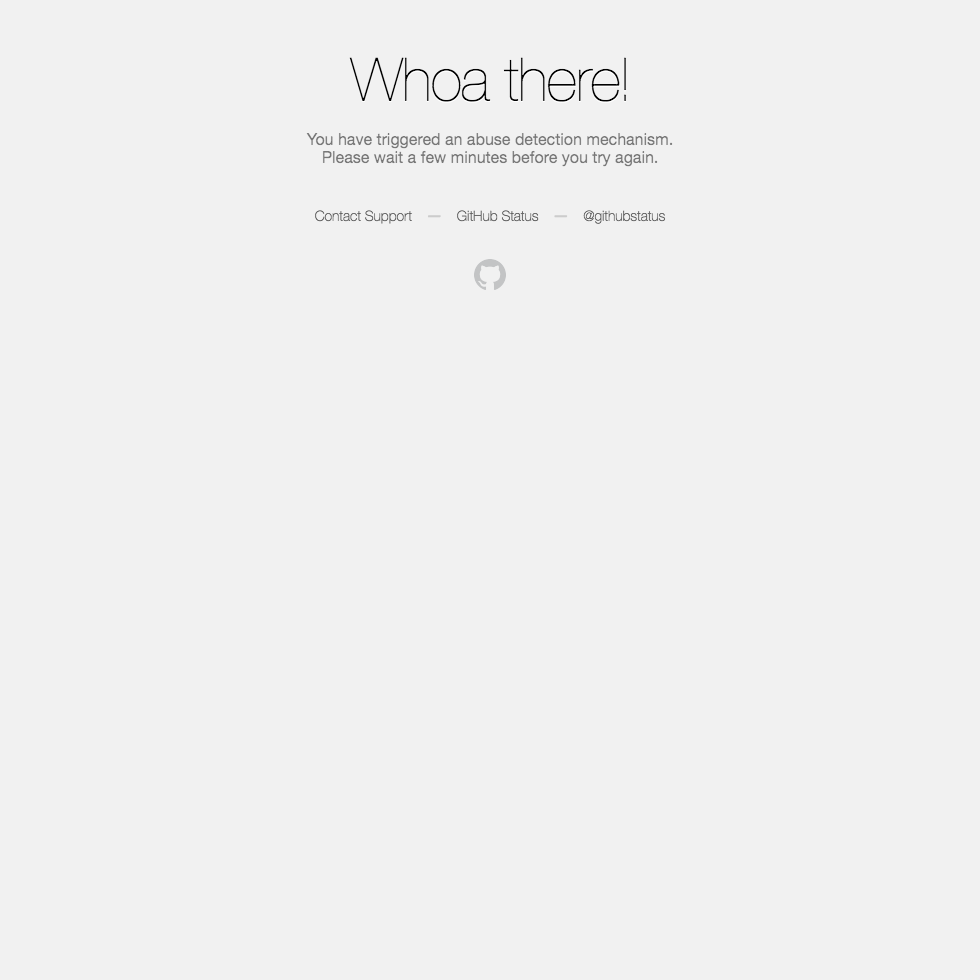 Whoa there!
You have triggered an abuse detection mechanism.
Please wait a few minutes before you try again.
Contact Support — GitHub Status — @githubstatus